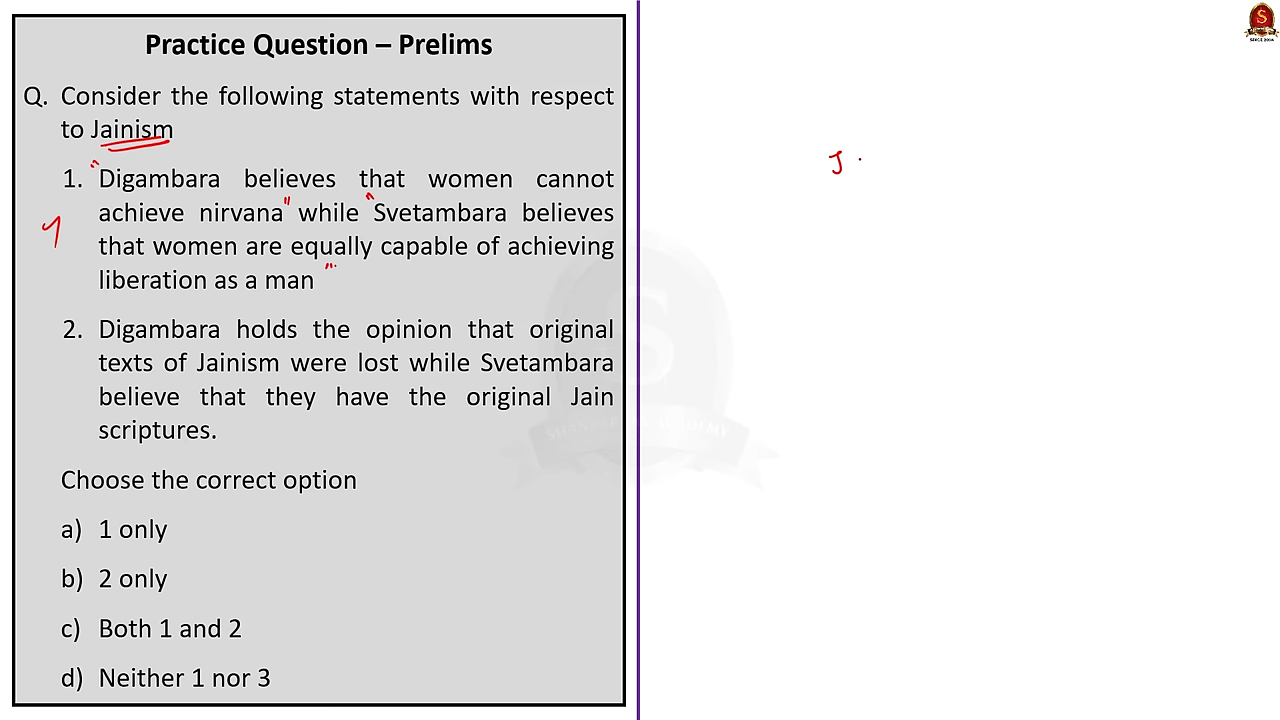 Practice Question – Prelims
Q. Consider the following statements with respect
to Jainism
1. Digambara believes that women cannot
achieve nirvana while Svetambara believes
that women are equally capable of achieving
liberation as a man
2. Digambara holds the opinion that original
texts of Jainism were lost while Svetambara
believe that they have the original Jain
scriptures.
Choose the correct option
a) 1 only
b) 2 only
c) Both 1 and 2
d) Neither 1 nor 3
J
S
SINCE 2004